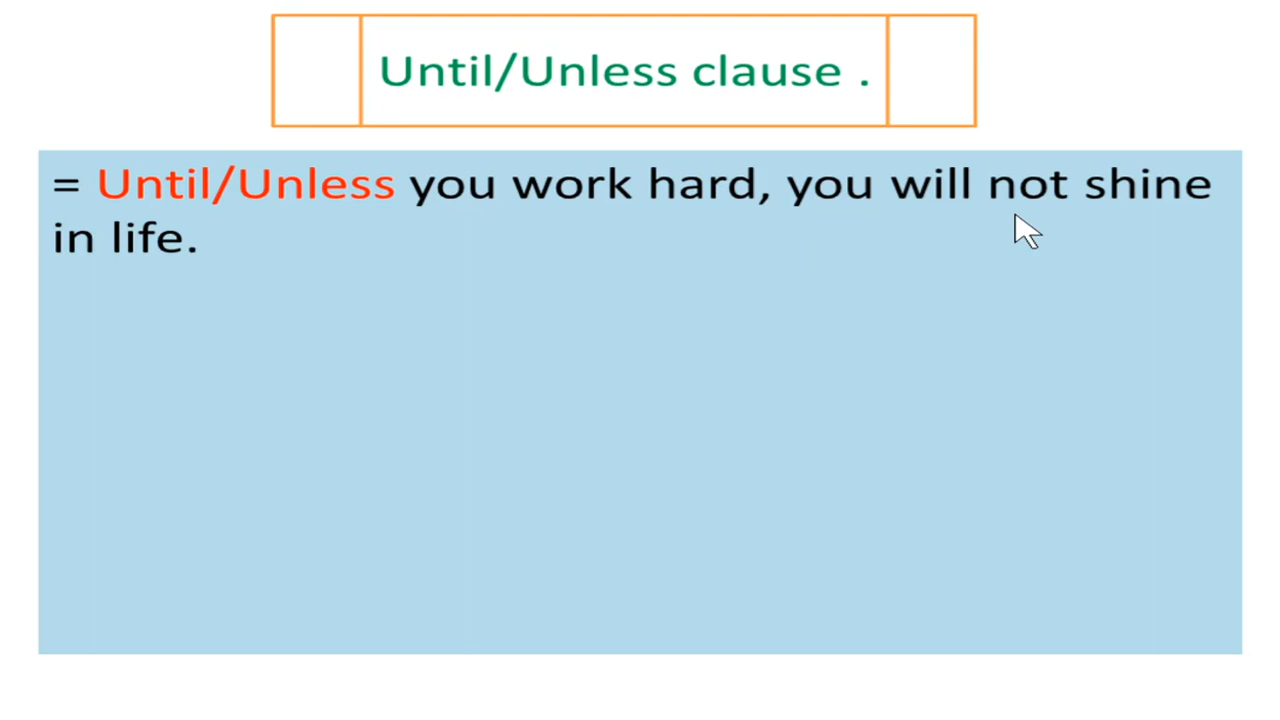 Until/Unless clause .
= Until/Unless you work hard, you will not shine
in life.